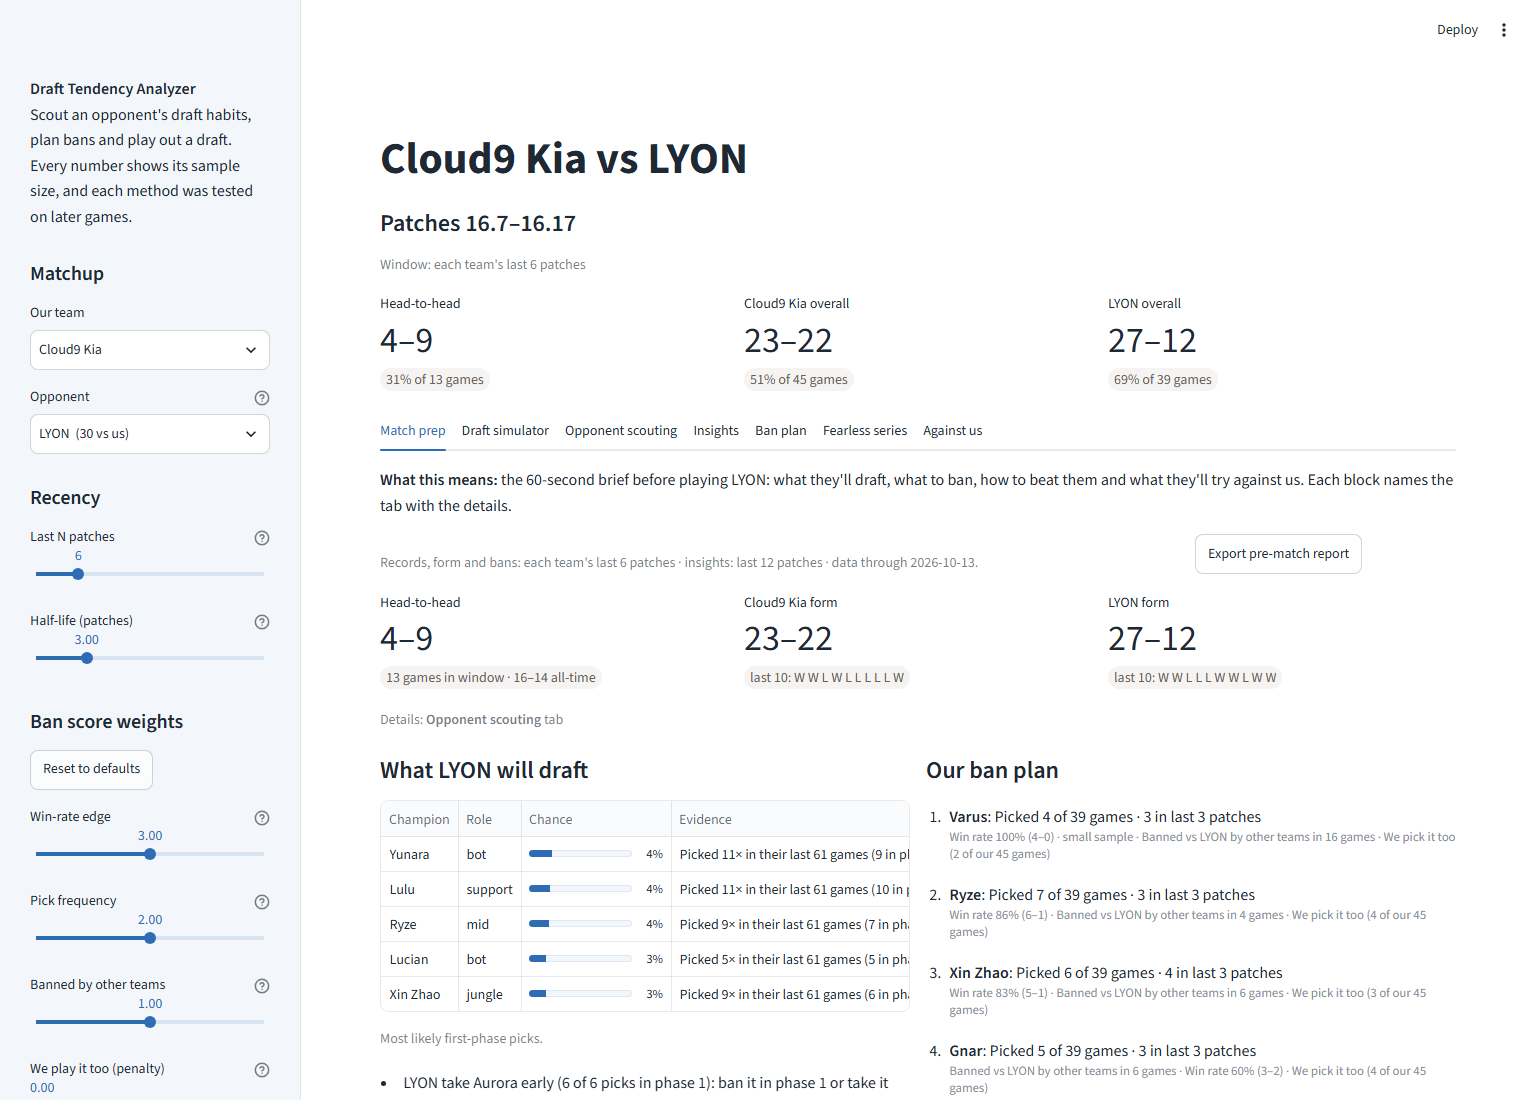 Deploy
Draft Tendency Analyzer
Scout an opponent's draft habits,
plan bans and play out a draft.
Every number shows its sample
size, and each method was tested
on later games.
Matchup
Our team
Cloud9 Kia
Opponent
LYON (30 vs us)
Recency
Last N patches
6
Half-life (patches)
3.00
Ban score weights
Reset to defaults
Win-rate edge
3.00
Pick frequency
2.00
Banned by other teams
1.00
We play it too (penalty)
0.00
Cloud9 Kia vs LYON
Patches 16.7–16.17
Window: each team's last 6 patches
Head-to-head
4–9
31% of 13 games
Cloud9 Kia overall
23–22
51% of 45 games
LYON overall
27–12
69% of 39 games
Match prep Draft simulator Opponent scouting Insights Ban plan Fearless series Against us
What this means: the 60-second brief before playing LYON: what they'll draft, what to ban, how to beat them and what they'll try against us. Each block names the
tab with the details.
Records, form and bans: each team's last 6 patches · insights: last 12 patches · data through 2026-10-13.
Export pre-match report
Head-to-head
4–9
13 games in window · 16–14 all-time
Cloud9 Kia form
23–22
last 10: W W L W L L L L L W
LYON form
27–12
last 10: W W L L L W W L W W
Details: Opponent scouting tab
What LYON will draft
Champion Role Chance Evidence
Yunara bot 4% Picked 11× in their last 61 games (9 in pl
Lulu support 4% Picked 11× in their last 61 games (10 in p
Ryze mid 4% Picked 9× in their last 61 games (7 in pha
Lucian bot 3% Picked 5× in their last 61 games (5 in pha
Xin Zhao jungle 3% Picked 9× in their last 61 games (6 in pha
Most likely first-phase picks.
• LYON take Aurora early (6 of 6 picks in phase 1): ban it in phase 1 or take it
Our ban plan
1. Varus: Picked 4 of 39 games · 3 in last 3 patches
Win rate 100% (4–0) · small sample · Banned vs LYON by other teams in 16 games · We pick it too
(2 of our 45 games)
2. Ryze: Picked 7 of 39 games · 3 in last 3 patches
Win rate 86% (6–1) · Banned vs LYON by other teams in 4 games · We pick it too (4 of our 45
games)
3. Xin Zhao: Picked 6 of 39 games · 4 in last 3 patches
Win rate 83% (5–1) · Banned vs LYON by other teams in 6 games · We pick it too (3 of our 45
games)
4. Gnar: Picked 5 of 39 games · 3 in last 3 patches
Banned vs LYON by other teams in 6 games · Win rate 60% (3–2) · We pick it too (4 of our 45
games)